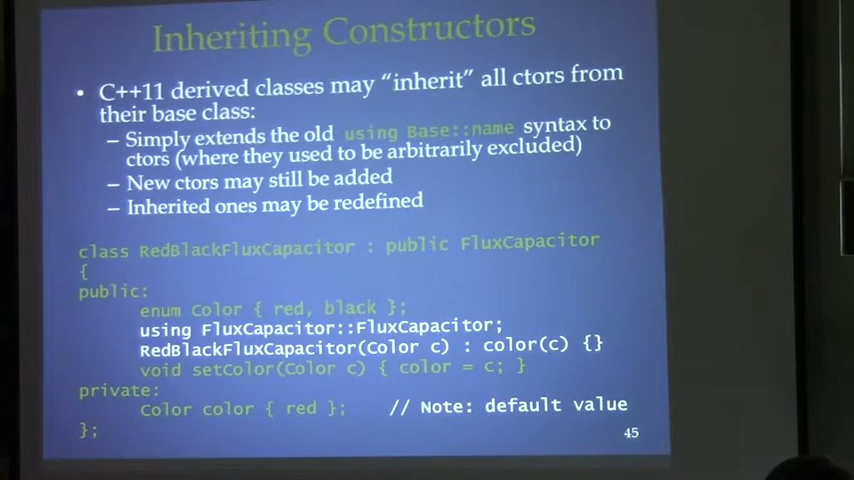 Inheriting Constructors
• C++11 derived classes may “inherit” all ctors from
their base class:
– Simply extends the old using Base::name syntax to
ctors (where they used to be arbitrarily excluded)
– New ctors may still be added
– Inherited ones may be redefined
class RedBlackFluxCapacitor : public FluxCapacitor
{
public:
enum Color { red, black };
using FluxCapacitor::FluxCapacitor;
RedBlackFluxCapacitor(Color c) : color(c) {}
void setColor(Color c) { color = c; }
private:
Color color { red }; // Note: default value
};
45